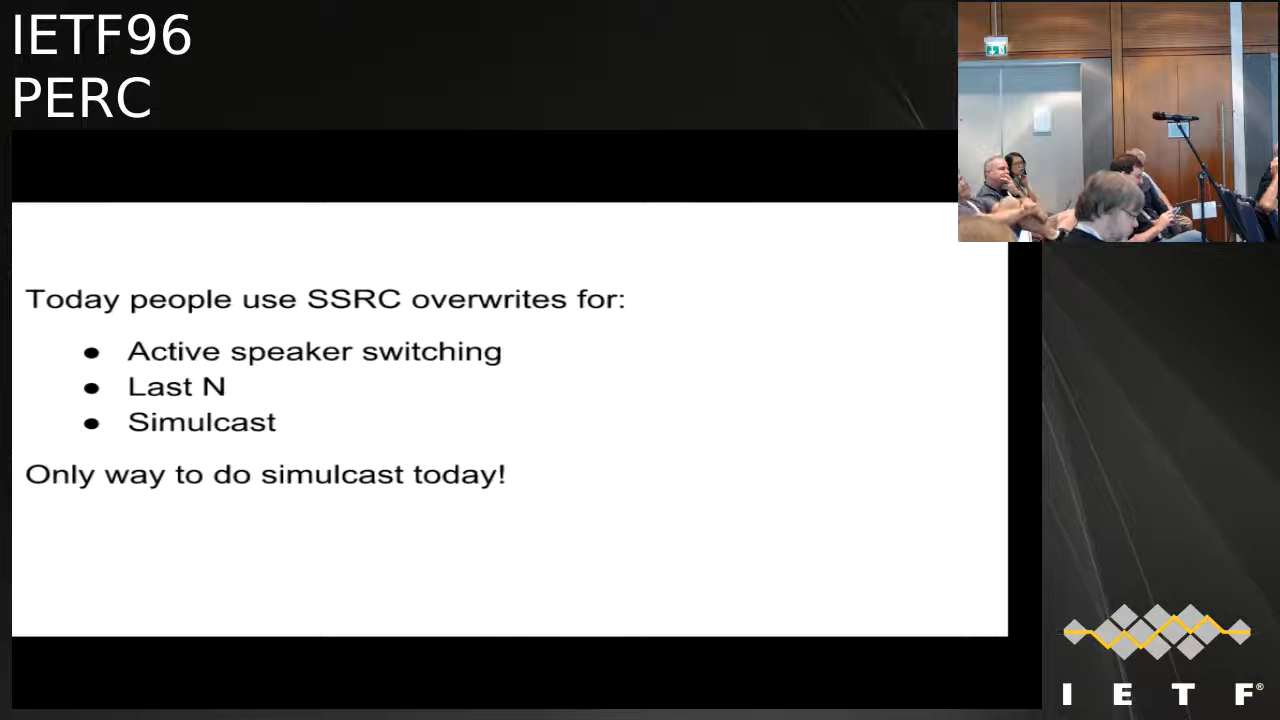 IETF96
PERC
Today people use SSRC overwrites for:
● Active speaker switching
● Last N
● Simulcast
Only way to do simulcast today!
I E T F®